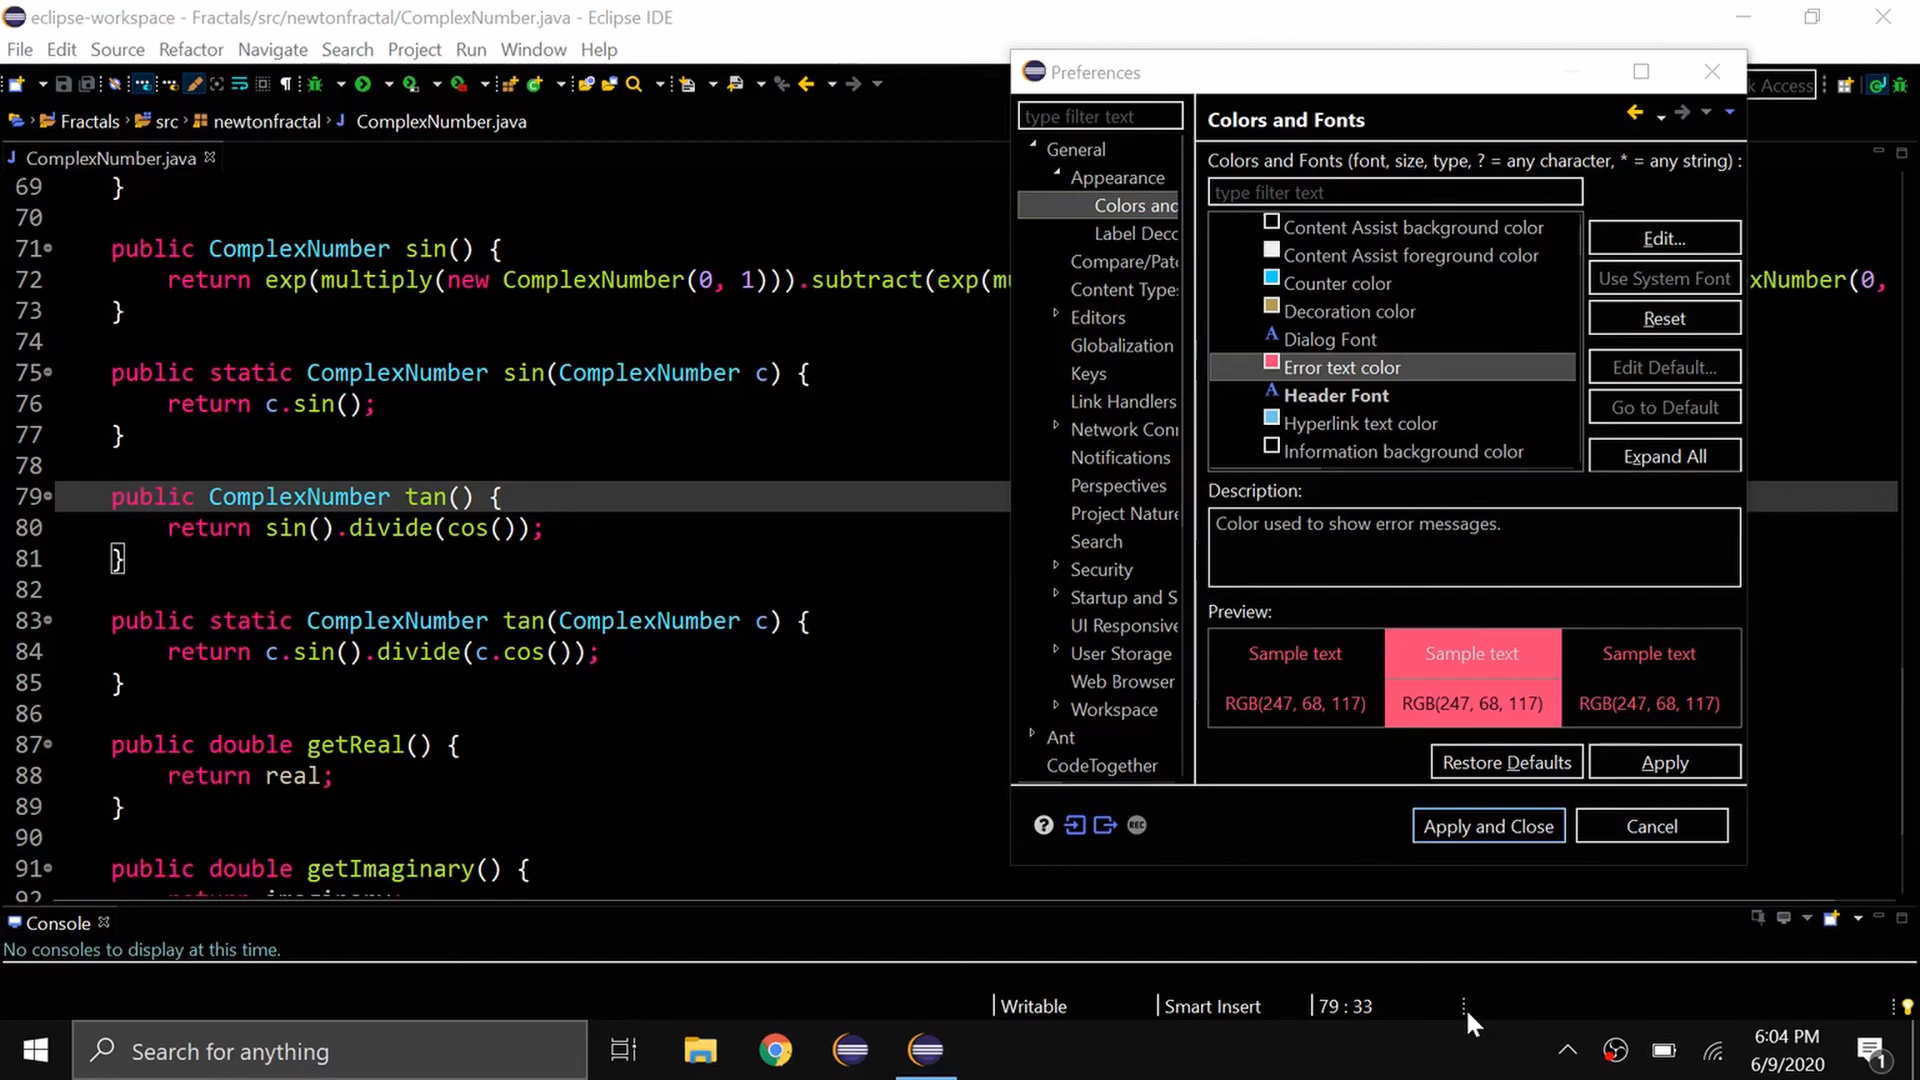 eclipse-workspace - Fractals/src/newtonfractal/ComplexNumber.java - Eclipse IDE
File Edit Source Refactor Navigate Search Project Run Window Help
k Access
Fractals src newtonfractal J ComplexNumber.java
J ComplexNumber.java
69 }
70
71 public ComplexNumber sin() {
72 return exp(multiply(new ComplexNumber(0, 1))).subtract(exp(mu
xNumber(0,
73 }
74
75 public static ComplexNumber sin(ComplexNumber c) {
76 return c.sin();
77 }
78
79 public ComplexNumber tan() {
80 return sin().divide(cos());
81 }
82
83 public static ComplexNumber tan(ComplexNumber c) {
84 return c.sin().divide(c.cos());
85 }
86
87 public double getReal() {
88 return real;
89 }
90
91 public double getImaginary() {
92 return imaginary;
Preferences
type filter text
General
Appearance
Colors and
Label Deco
Compare/Patc
Content Types
Editors
Globalization
Keys
Link Handlers
Network Conn
Notifications
Perspectives
Project Nature
Search
Security
Startup and S
UI Responsive
User Storage
Web Browser
Workspace
Ant
CodeTogether
Colors and Fonts
Colors and Fonts (font, size, type, ? = any character, * = any string) :
type filter text
Content Assist background color
Content Assist foreground color
Counter color
Decoration color
A Dialog Font
Error text color
A Header Font
Hyperlink text color
Information background color
Edit...
Use System Font
Reset
Edit Default...
Go to Default
Expand All
Description:
Color used to show error messages.
Preview:
Sample text Sample text Sample text
RGB(247, 68, 117) RGB(247, 68, 117) RGB(247, 68, 117)
Restore Defaults Apply
? REC
Apply and Close Cancel
Console
No consoles to display at this time.
Writable Smart Insert 79 : 33
Search for anything
6:04 PM
6/9/2020
1